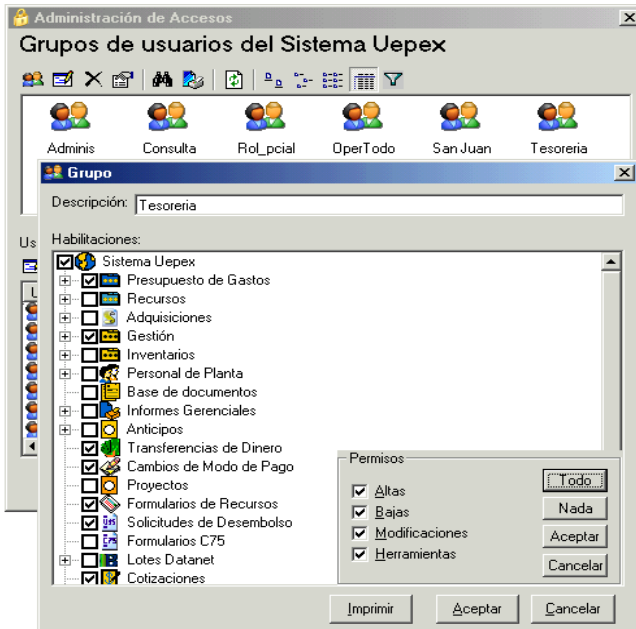 Administración de Accesos
Grupos de usuarios del Sistema Uepex
Adminis Consulta Rol_pcial OperTodo San Juan Tesoreria
Grupo
Descripción: Tesoreria
Us
Habilitaciones:
Sistema Uepex
Presupuesto de Gastos
Recursos
Adquisiciones
Gestión
Inventarios
Personal de Planta
Base de documentos
Informes Gerenciales
Anticipos
Transferencias de Dinero
Cambios de Modo de Pago
Proyectos
Formularios de Recursos
Solicitudes de Desembolso
Formularios C75
Lotes Datanet
Cotizaciones
Permisos
Altas
Bajas
Modificaciones
Herramientas
Todo
Nada
Aceptar
Cancelar
Imprimir Aceptar Cancelar